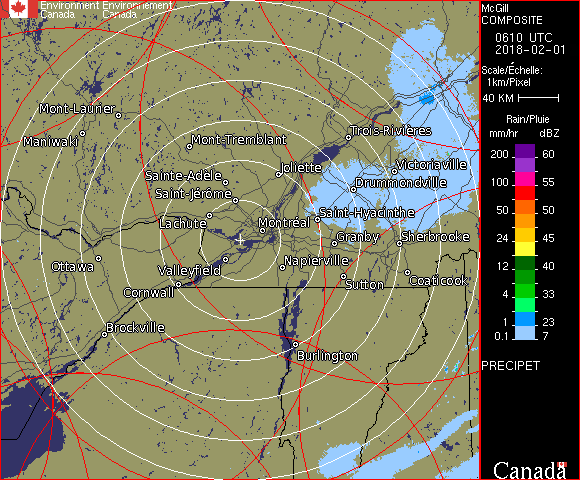 Environment Environnement
Canada Canada
McGill
COMPOSITE
0610 UTC
2018-02-01
Scale/Échelle:
1km/Pixel
40 KM
Rain/Pluie
mm/hr dBZ
200 60
100 55
50 50
24 45
12 40
4 33
1 23
0.1 7
PRECIPET
Canada
Mont-Laurier
Maniwaki
Mont-Tremblant
Trois-Rivières
Joliette
Victoriaville
Sainte-Adèle
Drummondville
Saint-Jérôme
Saint-Hyacinthe
Lachute
Montréal
Granby
Sherbrooke
Ottawa
Valleyfield
Napierville
Sutton
Coaticook
Cornwall
Brockville
Burlington